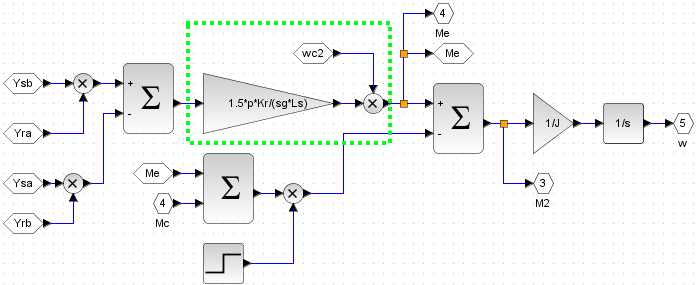 4
Me
wc2
Me
Ysb
+
Σ
-
1.5*p*Kr/(sg*Ls)
×
×
Yra
+
Σ
-
1/J
1/s
5
w
Ysa
×
Me
Σ
4
Mc
×
3
M2
Yrb